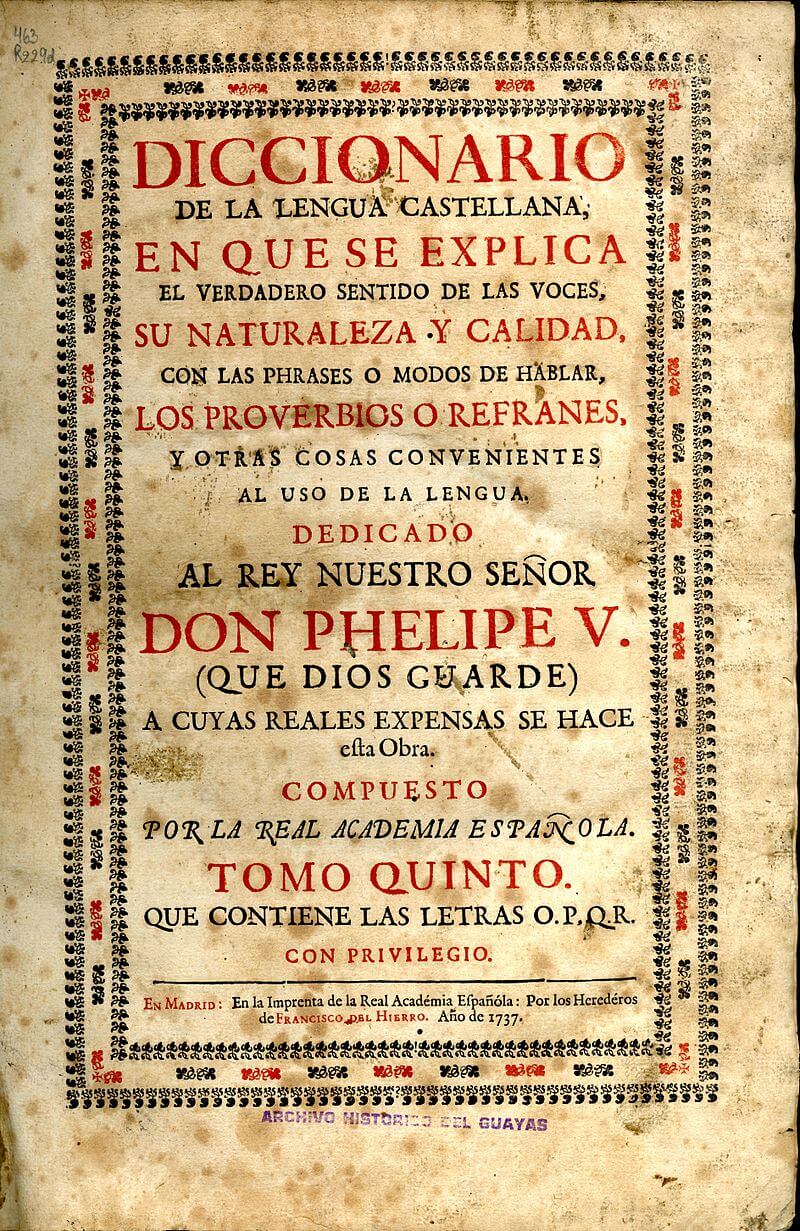 463
R229d
DICCIONARIO
DE LA LENGUA CASTELLANA,
EN QUE SE EXPLICA
EL VERDADERO SENTIDO DE LAS VOCES,
SU NATURALEZA Y CALIDAD,
CON LAS PHRASES O MODOS DE HABLAR,
LOS PROVERBIOS O REFRANES,
Y OTRAS COSAS CONVENIENTES
AL USO DE LA LENGUA.
DEDICADO
AL REY NUESTRO SEÑOR
DON PHELIPE V.
(QUE DIOS GUARDE)
A CUYAS REALES EXPENSAS SE HACE
eſta Obra.
COMPUESTO
POR LA REAL ACADEMIA ESPAÑOLA.
TOMO QUINTO.
QUE CONTIENE LAS LETRAS O.P.Q.R.
CON PRIVILEGIO.
EN MADRID: En la Imprenta de la Real Académia Eſpañóla: Por los Herederos
de FRANCISCO DEL HIERRO. Año de 1737.
ARCHIVO HISTORICO DEL GUAYAS